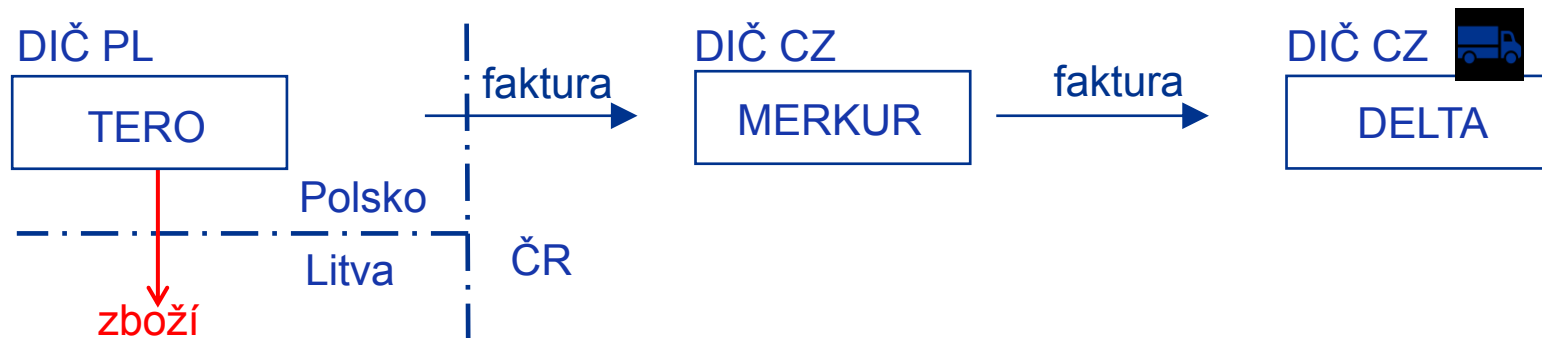 DIČ PL
TERO
faktura
DIČ CZ
MERKUR
faktura
DIČ CZ
DELTA
Polsko
Litva
ČR
zboží